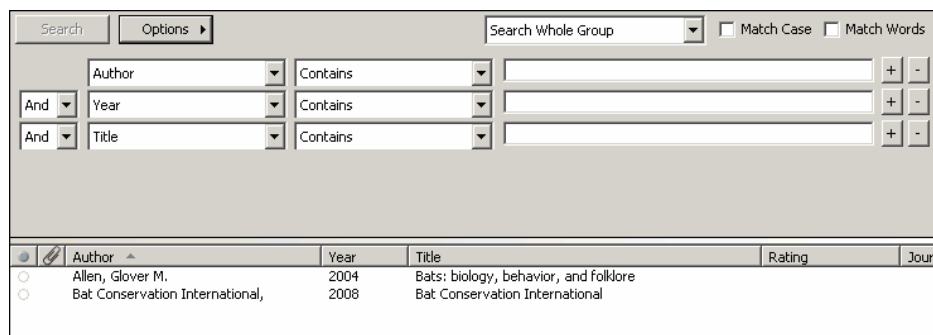 Search Options Search Whole Group Match Case Match Words
Author Contains + -
And Year Contains + -
And Title Contains + -
Author Year Title Rating Jour
Allen, Glover M. 2004 Bats: biology, behavior, and folklore
Bat Conservation International, 2008 Bat Conservation International